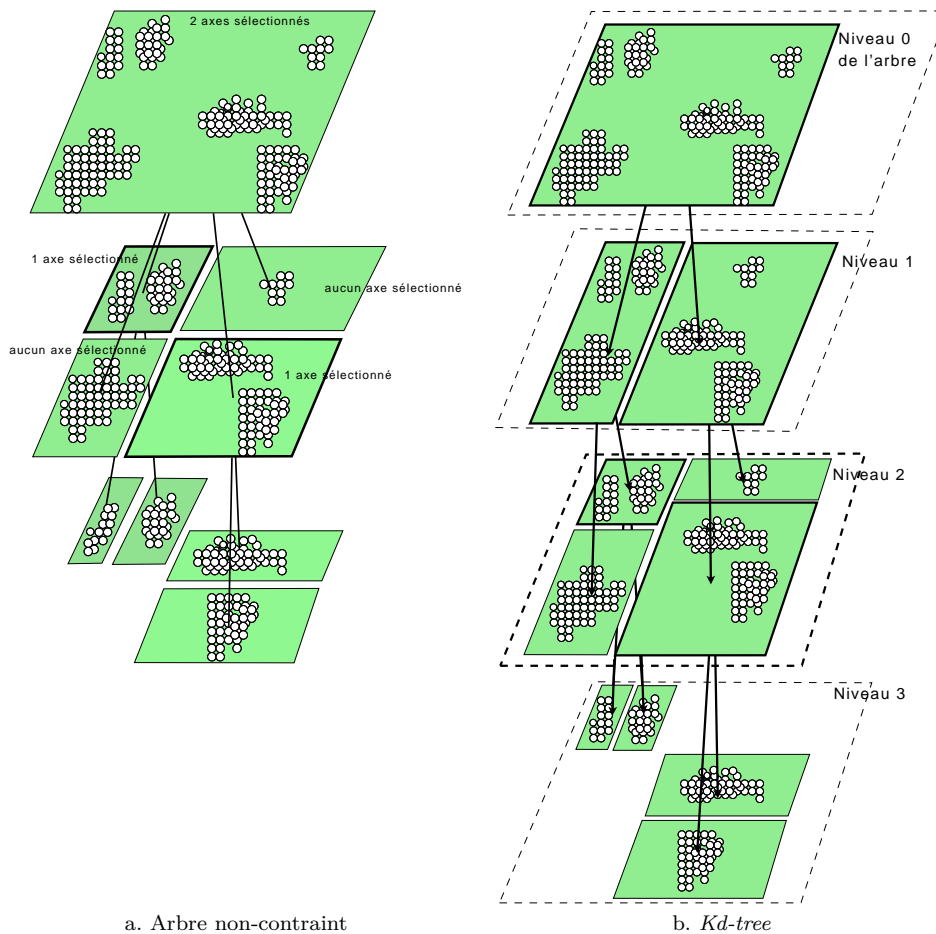 2 axes sélectionnés
1 axe sélectionné
aucun axe sélectionné
aucun axe sélectionné
1 axe sélectionné
a. Arbre non-contraint
Niveau 0
de l'arbre
Niveau 1
Niveau 2
Niveau 3
b. Kd-tree